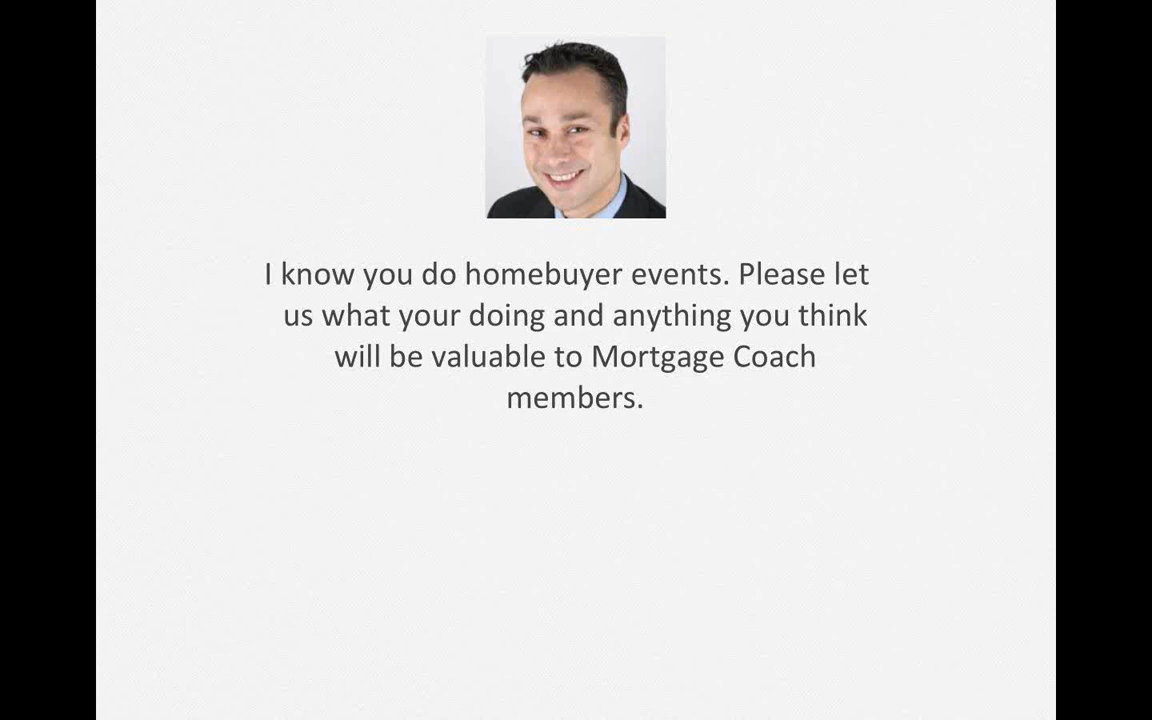 I know you do homebuyer events. Please let
us what your doing and anything you think
will be valuable to Mortgage Coach
members.